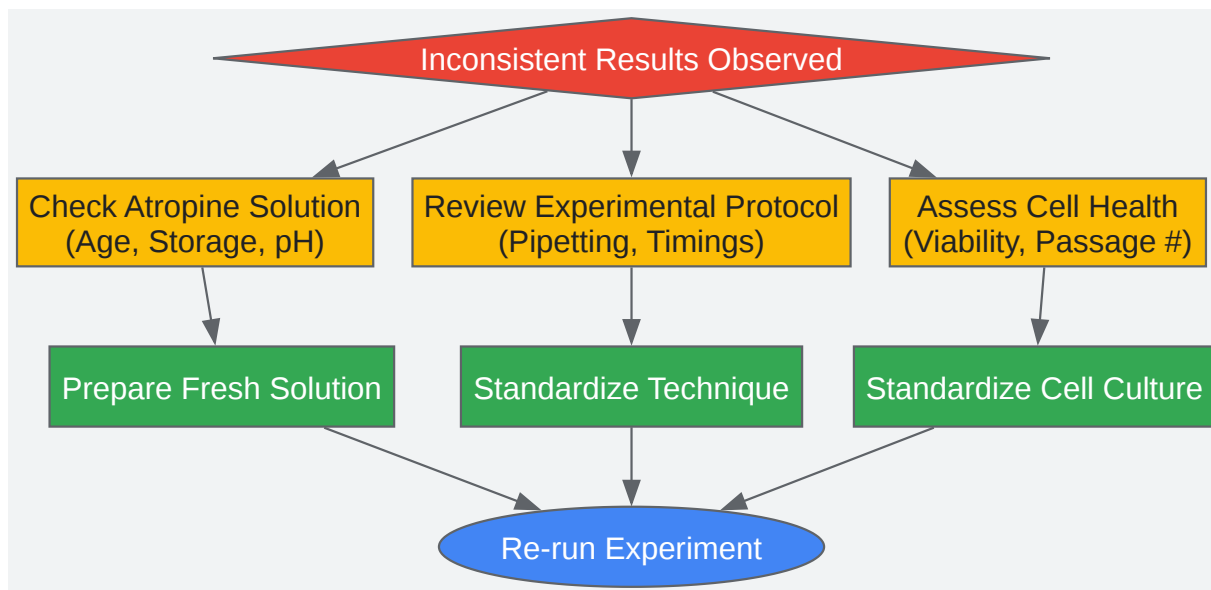 Inconsistent Results Observed
Check Atropine Solution
(Age, Storage, pH)
Review Experimental Protocol
(Pipetting, Timings)
Assess Cell Health
(Viability, Passage #)
Prepare Fresh Solution
Standardize Technique
Standardize Cell Culture
Re-run Experiment